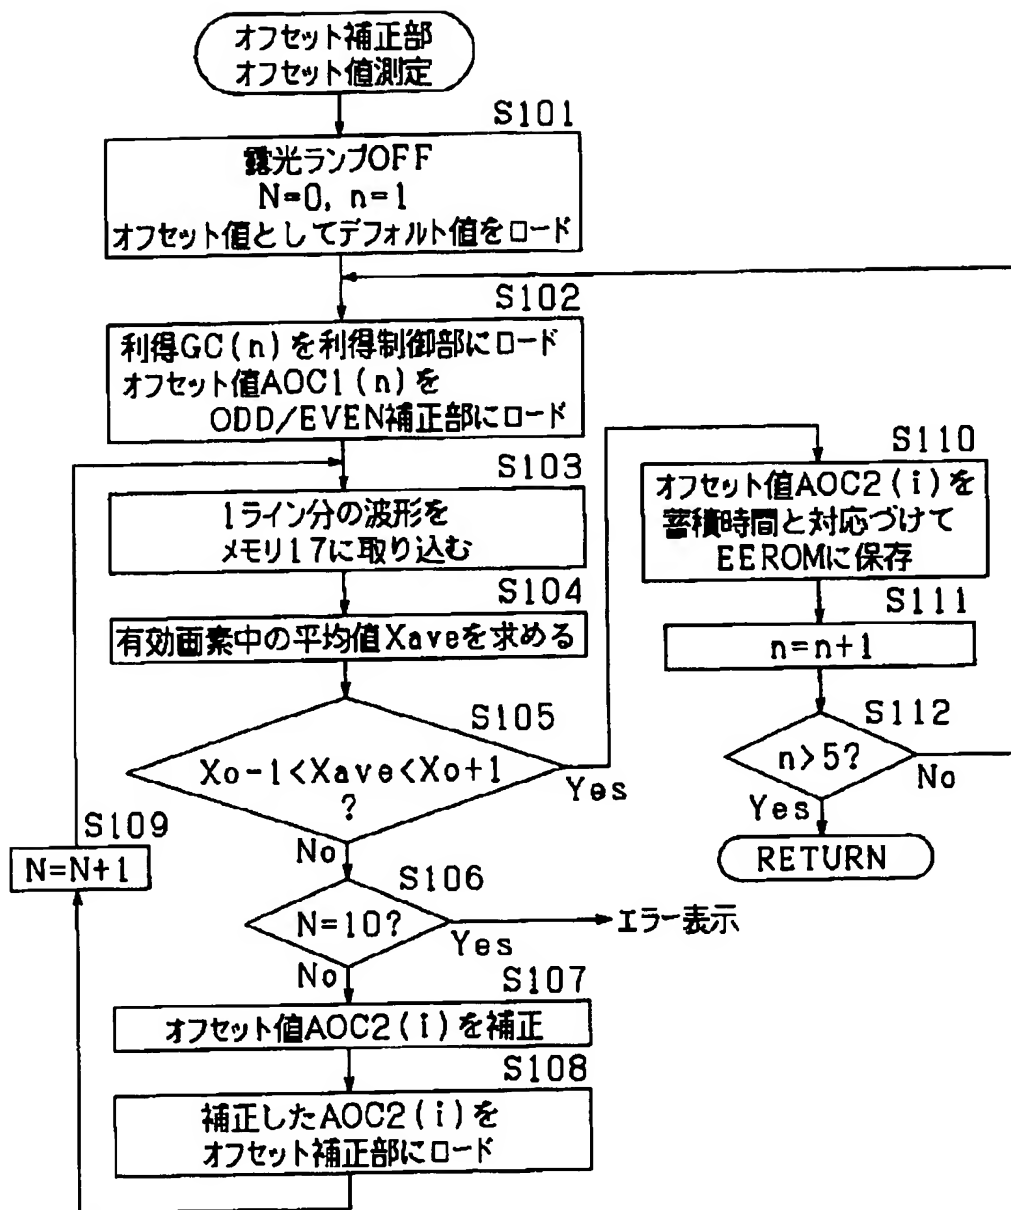 オフセット補正部
オフセット値測定
S101
露光ランプOFF
N=0, n=1
オフセット値としてデフォルト値をロード
S102
利得GC(n)を利得制御部にロード
オフセット値AOC1(n)を
ODD/EVEN補正部にロード
S103
1ライン分の波形を
メモリ17に取り込む
S104
有効画素中の平均値Xaveを求める
S105
Xo-1<Xave<Xo+1
?
Yes
No
S106
N=10?
Yes
エラー表示
No
S107
オフセット値AOC2(i)を補正
S108
補正したAOC2(i)を
オフセット補正部にロード
S109
N=N+1
S110
オフセット値AOC2(i)を
蓄積時間と対応づけて
EEROMに保存
S111
n=n+1
S112
n>5?
No
Yes
RETURN